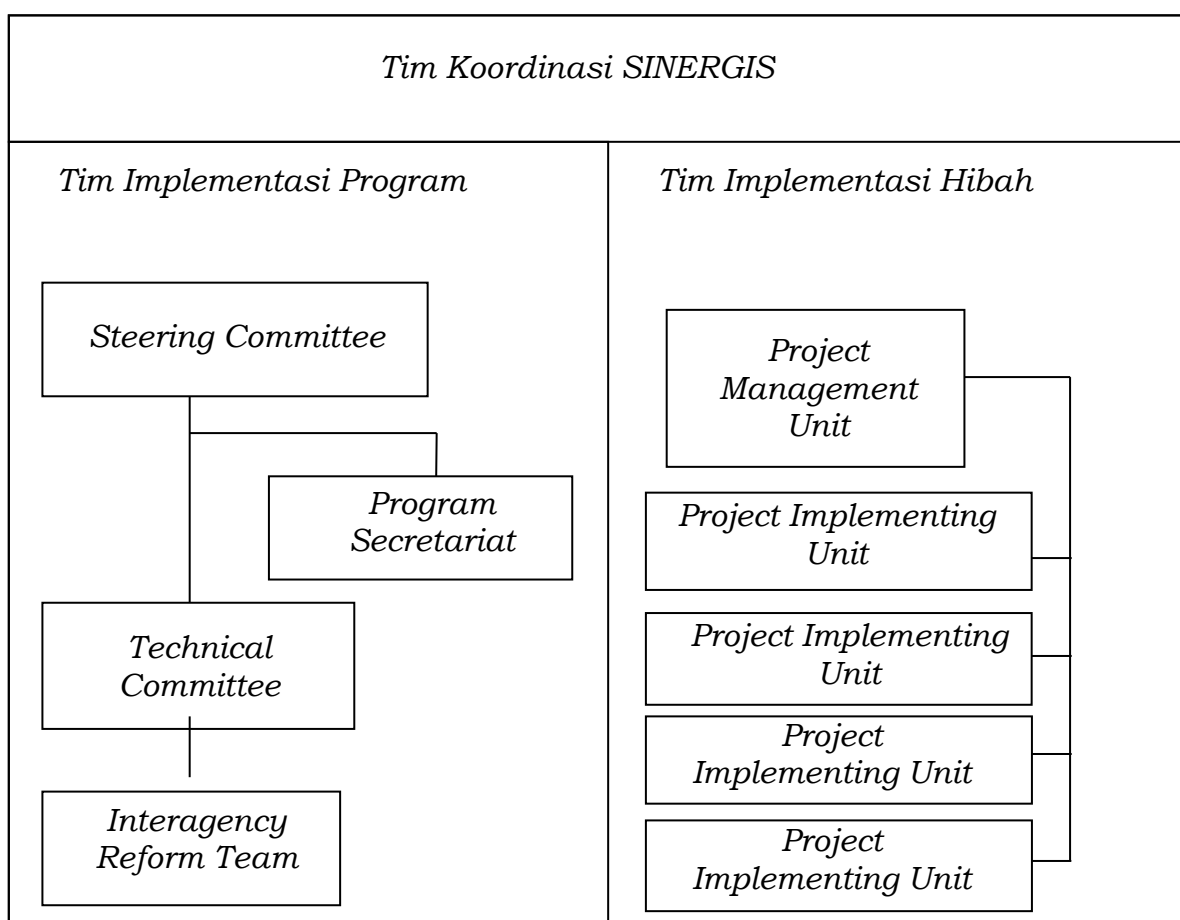 Tim Koordinasi SINERGIS
Tim Implementasi Program
Steering Committee
Program
Secretariat
Technical
Committee
Interagency
Reform Team
Tim Implementasi Hibah
Project
Management
Unit
Project Implementing
Unit
Project Implementing
Unit
Project
Implementing Unit
Project
Implementing Unit